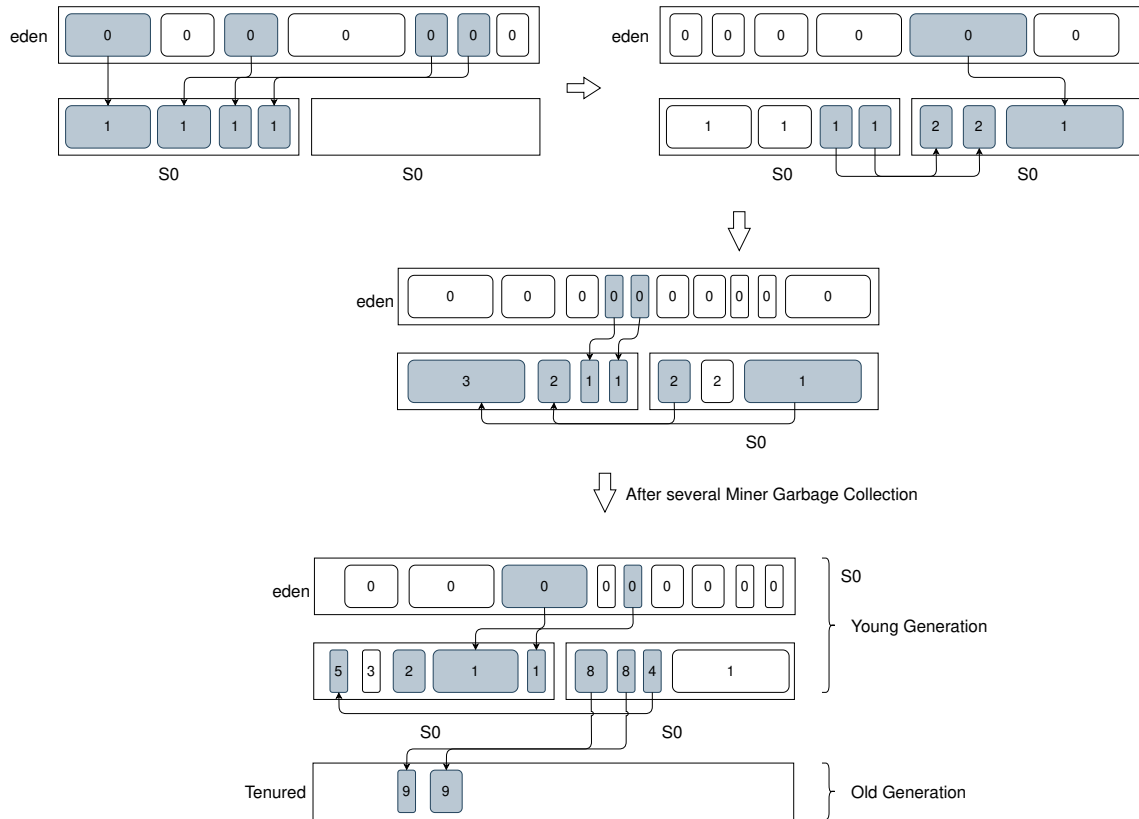 eden 0 0 0 0 0 0 0
1 1 1 1
S0 S0
eden 0 0 0 0 0 0
1 1 1 1 2 2 1
S0 S0
eden 0 0 0 0 0 0 0 0 0 0
3 2 1 1 2 2 1
S0
After several Miner Garbage Collection
eden 0 0 0 0 0 0 0 0 0
S0
Young Generation
5 3 2 1 1 8 8 4 1
S0 S0
Tenured 9 9
Old Generation